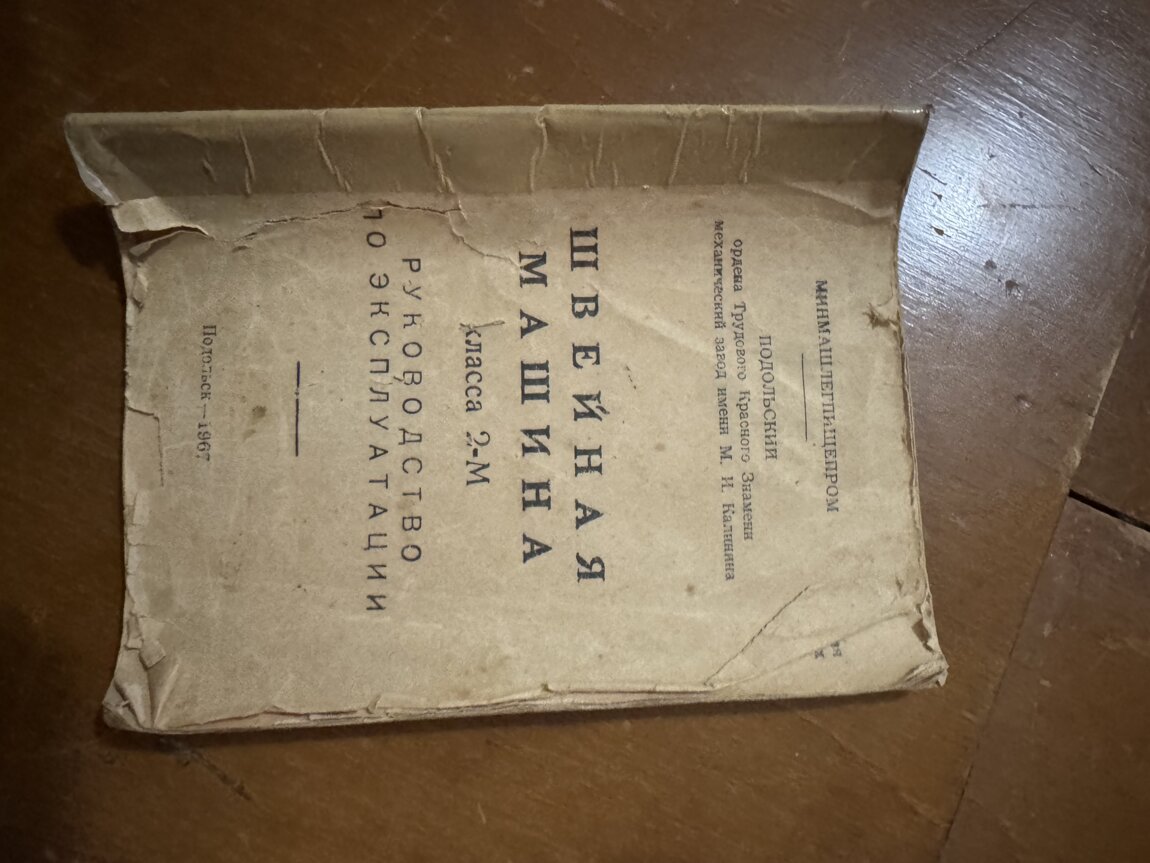 МИНМАШЛЕГПИЩЕПРОМ
ПОДОЛЬСКИЙ
ордена Трудового Красного Знамени
механический завод имени М. И. Калинина
ШВЕЙНАЯ
МАШИНА
класса 2-М
РУКОВОДСТВО
ПО ЭКСПЛУАТАЦИИ
Подольск—1967